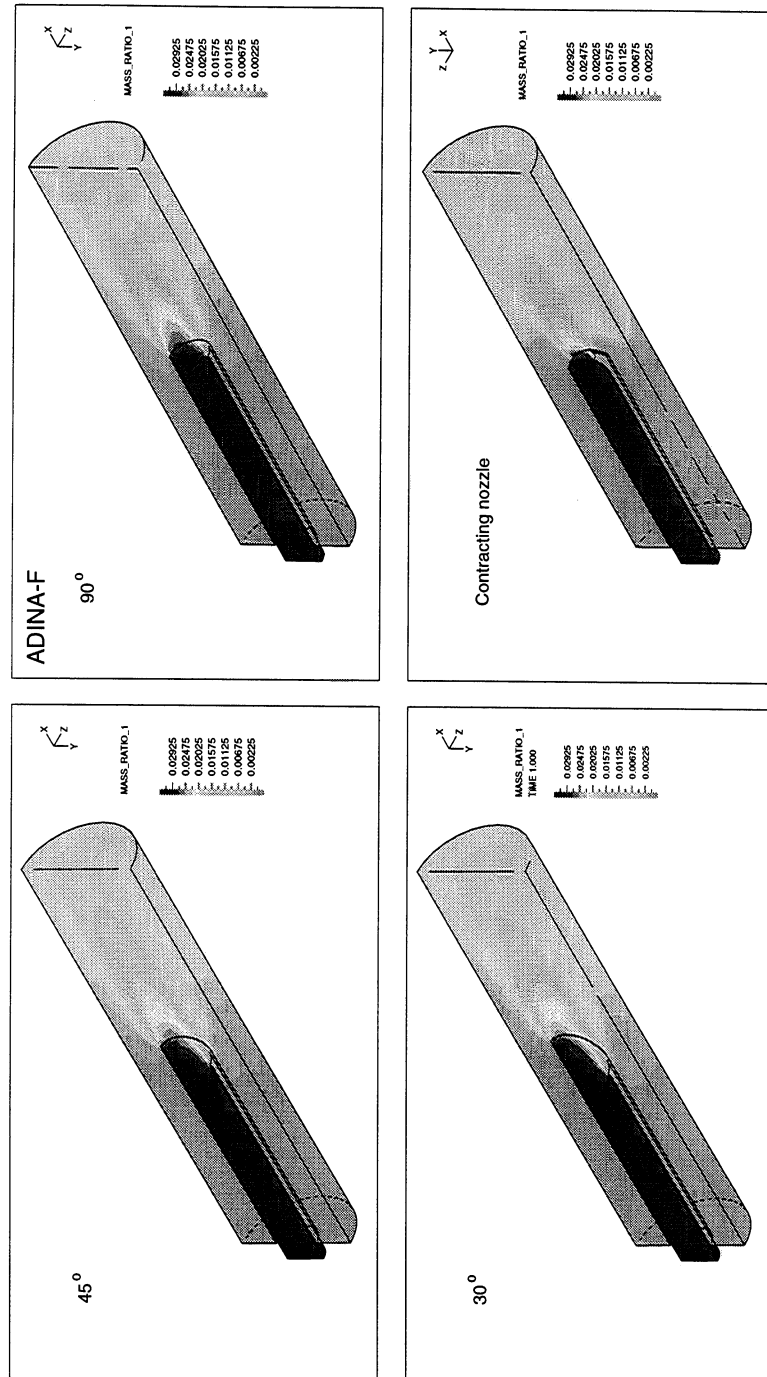 ADINA-F
90°
MASS_RATIO_1
0.02925
0.02475
0.02025
0.01575
0.01125
0.00675
0.00225
X
Z
Y
Contracting nozzle
MASS_RATIO_1
0.02925
0.02475
0.02025
0.01575
0.01125
0.00675
0.00225
Z
Y
X
45°
MASS_RATIO_1
0.02925
0.02475
0.02025
0.01575
0.01125
0.00675
0.00225
X
Z
Y
30°
MASS_RATIO_1
TIME 1.000
0.02925
0.02475
0.02025
0.01575
0.01125
0.00675
0.00225
X
Z
Y